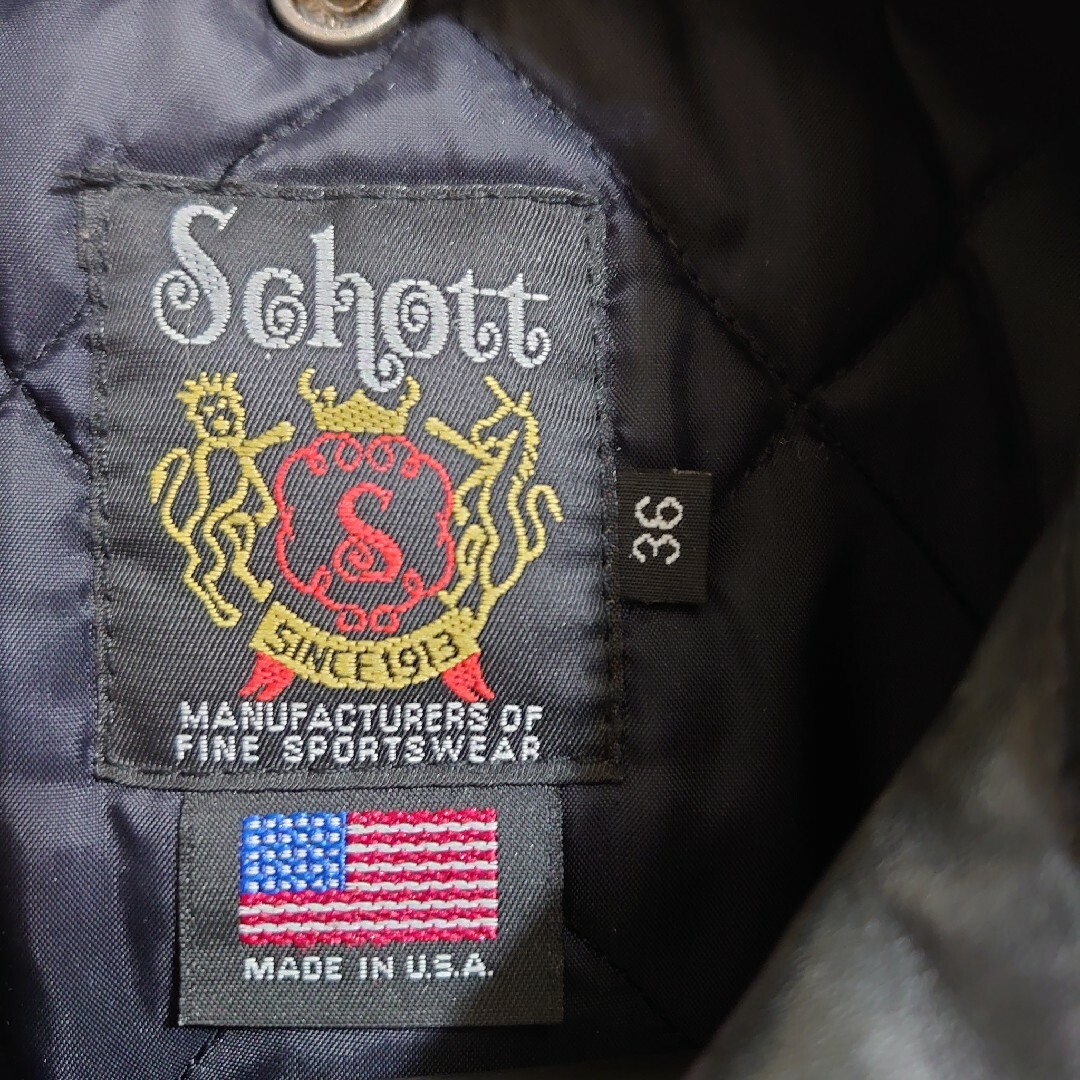 Schott
S
SINCE 1913
MANUFACTURERS OF
FINE SPORTSWEAR
36
MADE IN U.S.A.